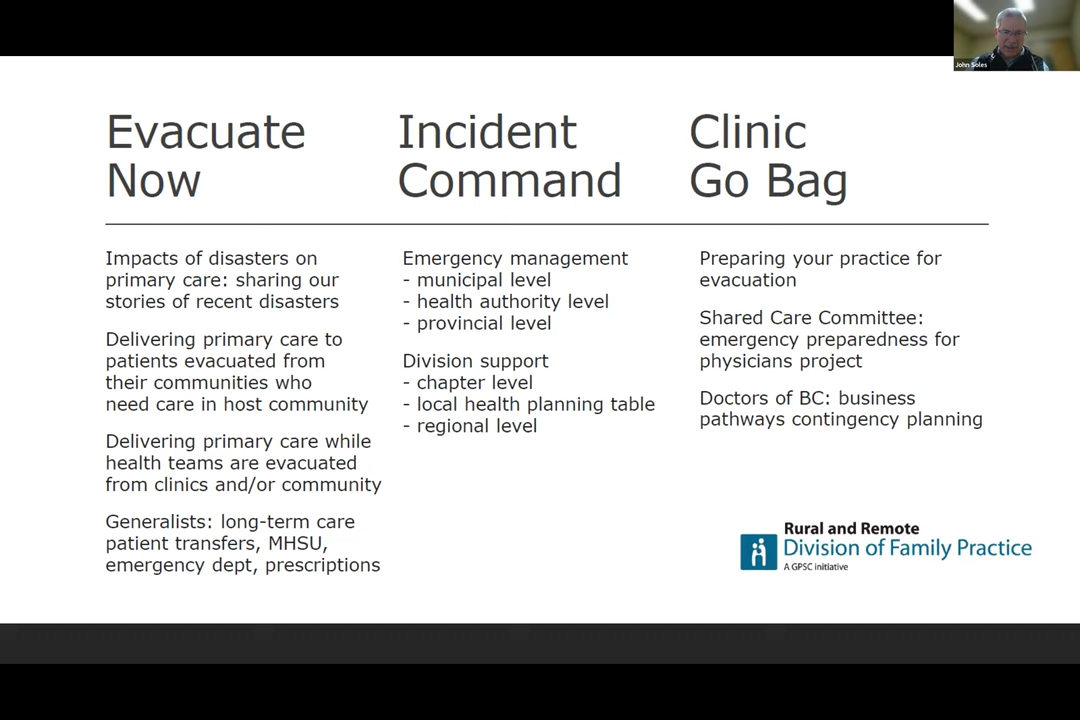 John Soles
Evacuate
Now
Impacts of disasters on
primary care: sharing our
stories of recent disasters
Delivering primary care to
patients evacuated from
their communities who
need care in host community
Delivering primary care while
health teams are evacuated
from clinics and/or community
Generalists: long-term care
patient transfers, MHSU,
emergency dept, prescriptions
Incident
Command
Emergency management
- municipal level
- health authority level
- provincial level
Division support
- chapter level
- local health planning table
- regional level
Clinic
Go Bag
Preparing your practice for
evacuation
Shared Care Committee:
emergency preparedness for
physicians project
Doctors of BC: business
pathways contingency planning
Rural and Remote
Division of Family Practice
A GPSC initiative